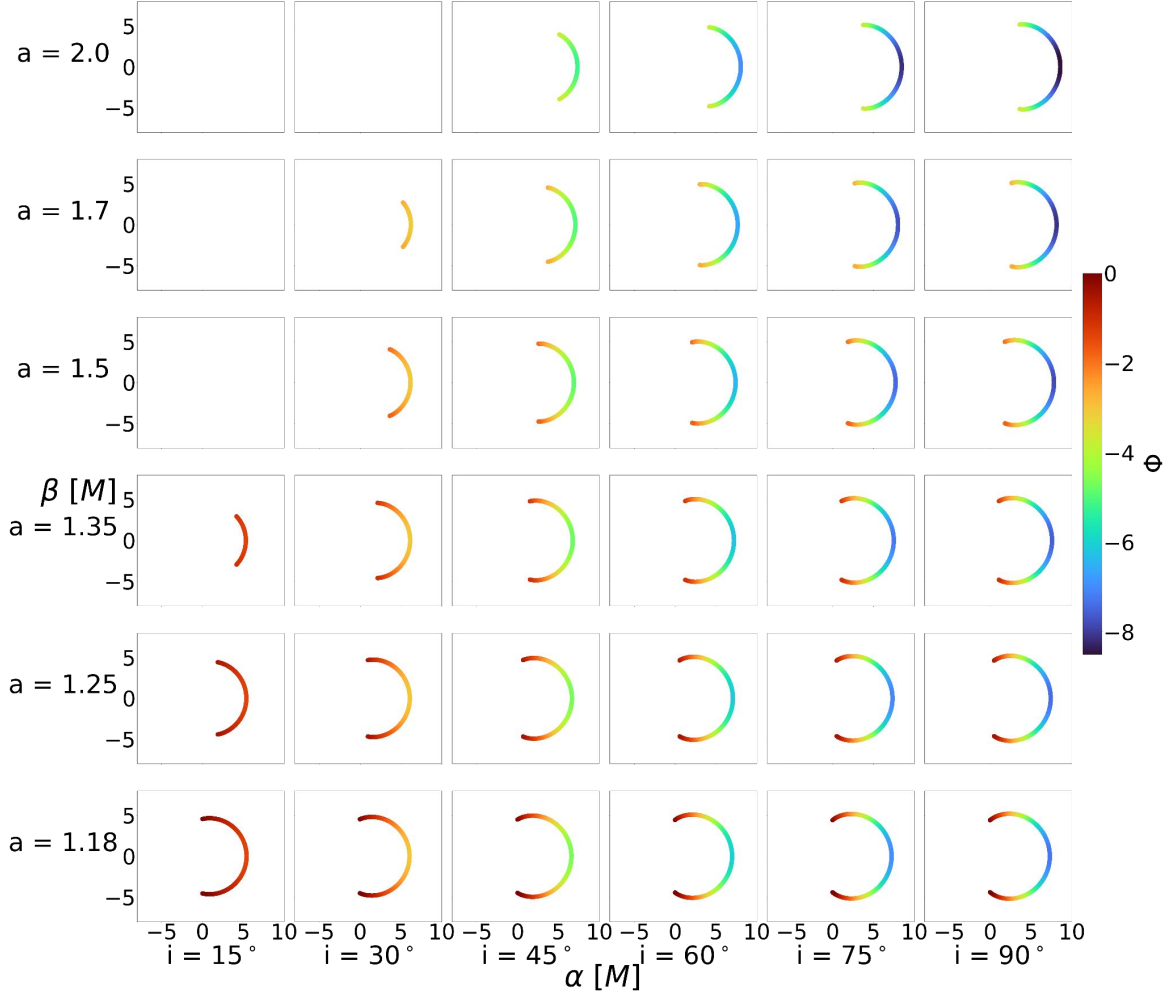 a = 2.0
5
0
−5
a = 1.7
5
0
−5
a = 1.5
5
0
−5
β [M]
a = 1.35
5
0
−5
a = 1.25
5
0
−5
a = 1.18
5
0
−5
−5 0 5 10 −5 0 5 10 −5 0 5 10 −5 0 5 10 −5 0 5 10 −5 0 5 10
i = 15° i = 30° i = 45° i = 60° i = 75° i = 90°
α [M]
0
−2
−4
−6
−8
Φ